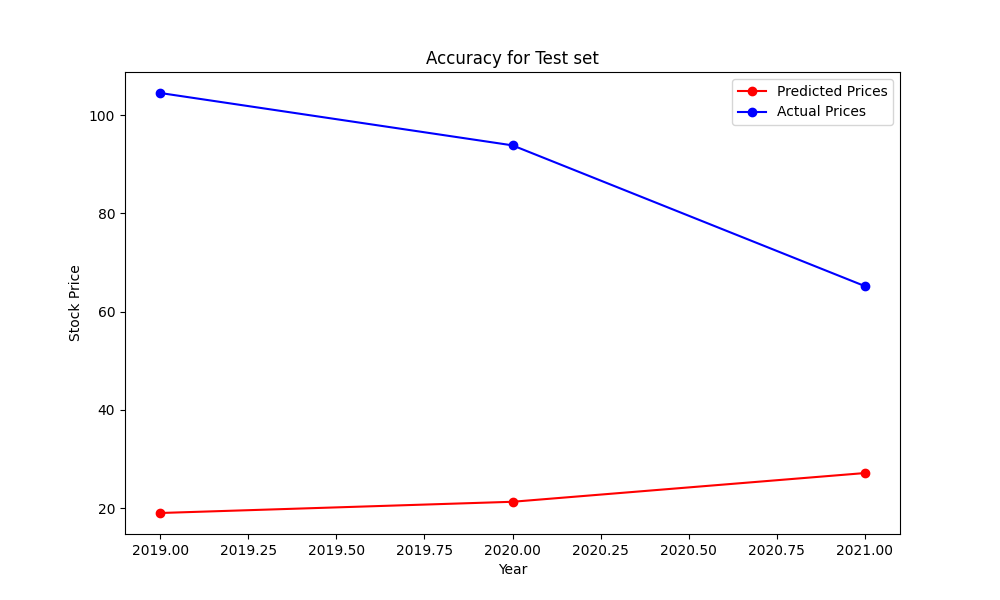 Accuracy for Test set
Predicted Prices
Actual Prices
Stock Price
100
80
60
40
20
2019.00 2019.25 2019.50 2019.75 2020.00 2020.25 2020.50 2020.75 2021.00
Year